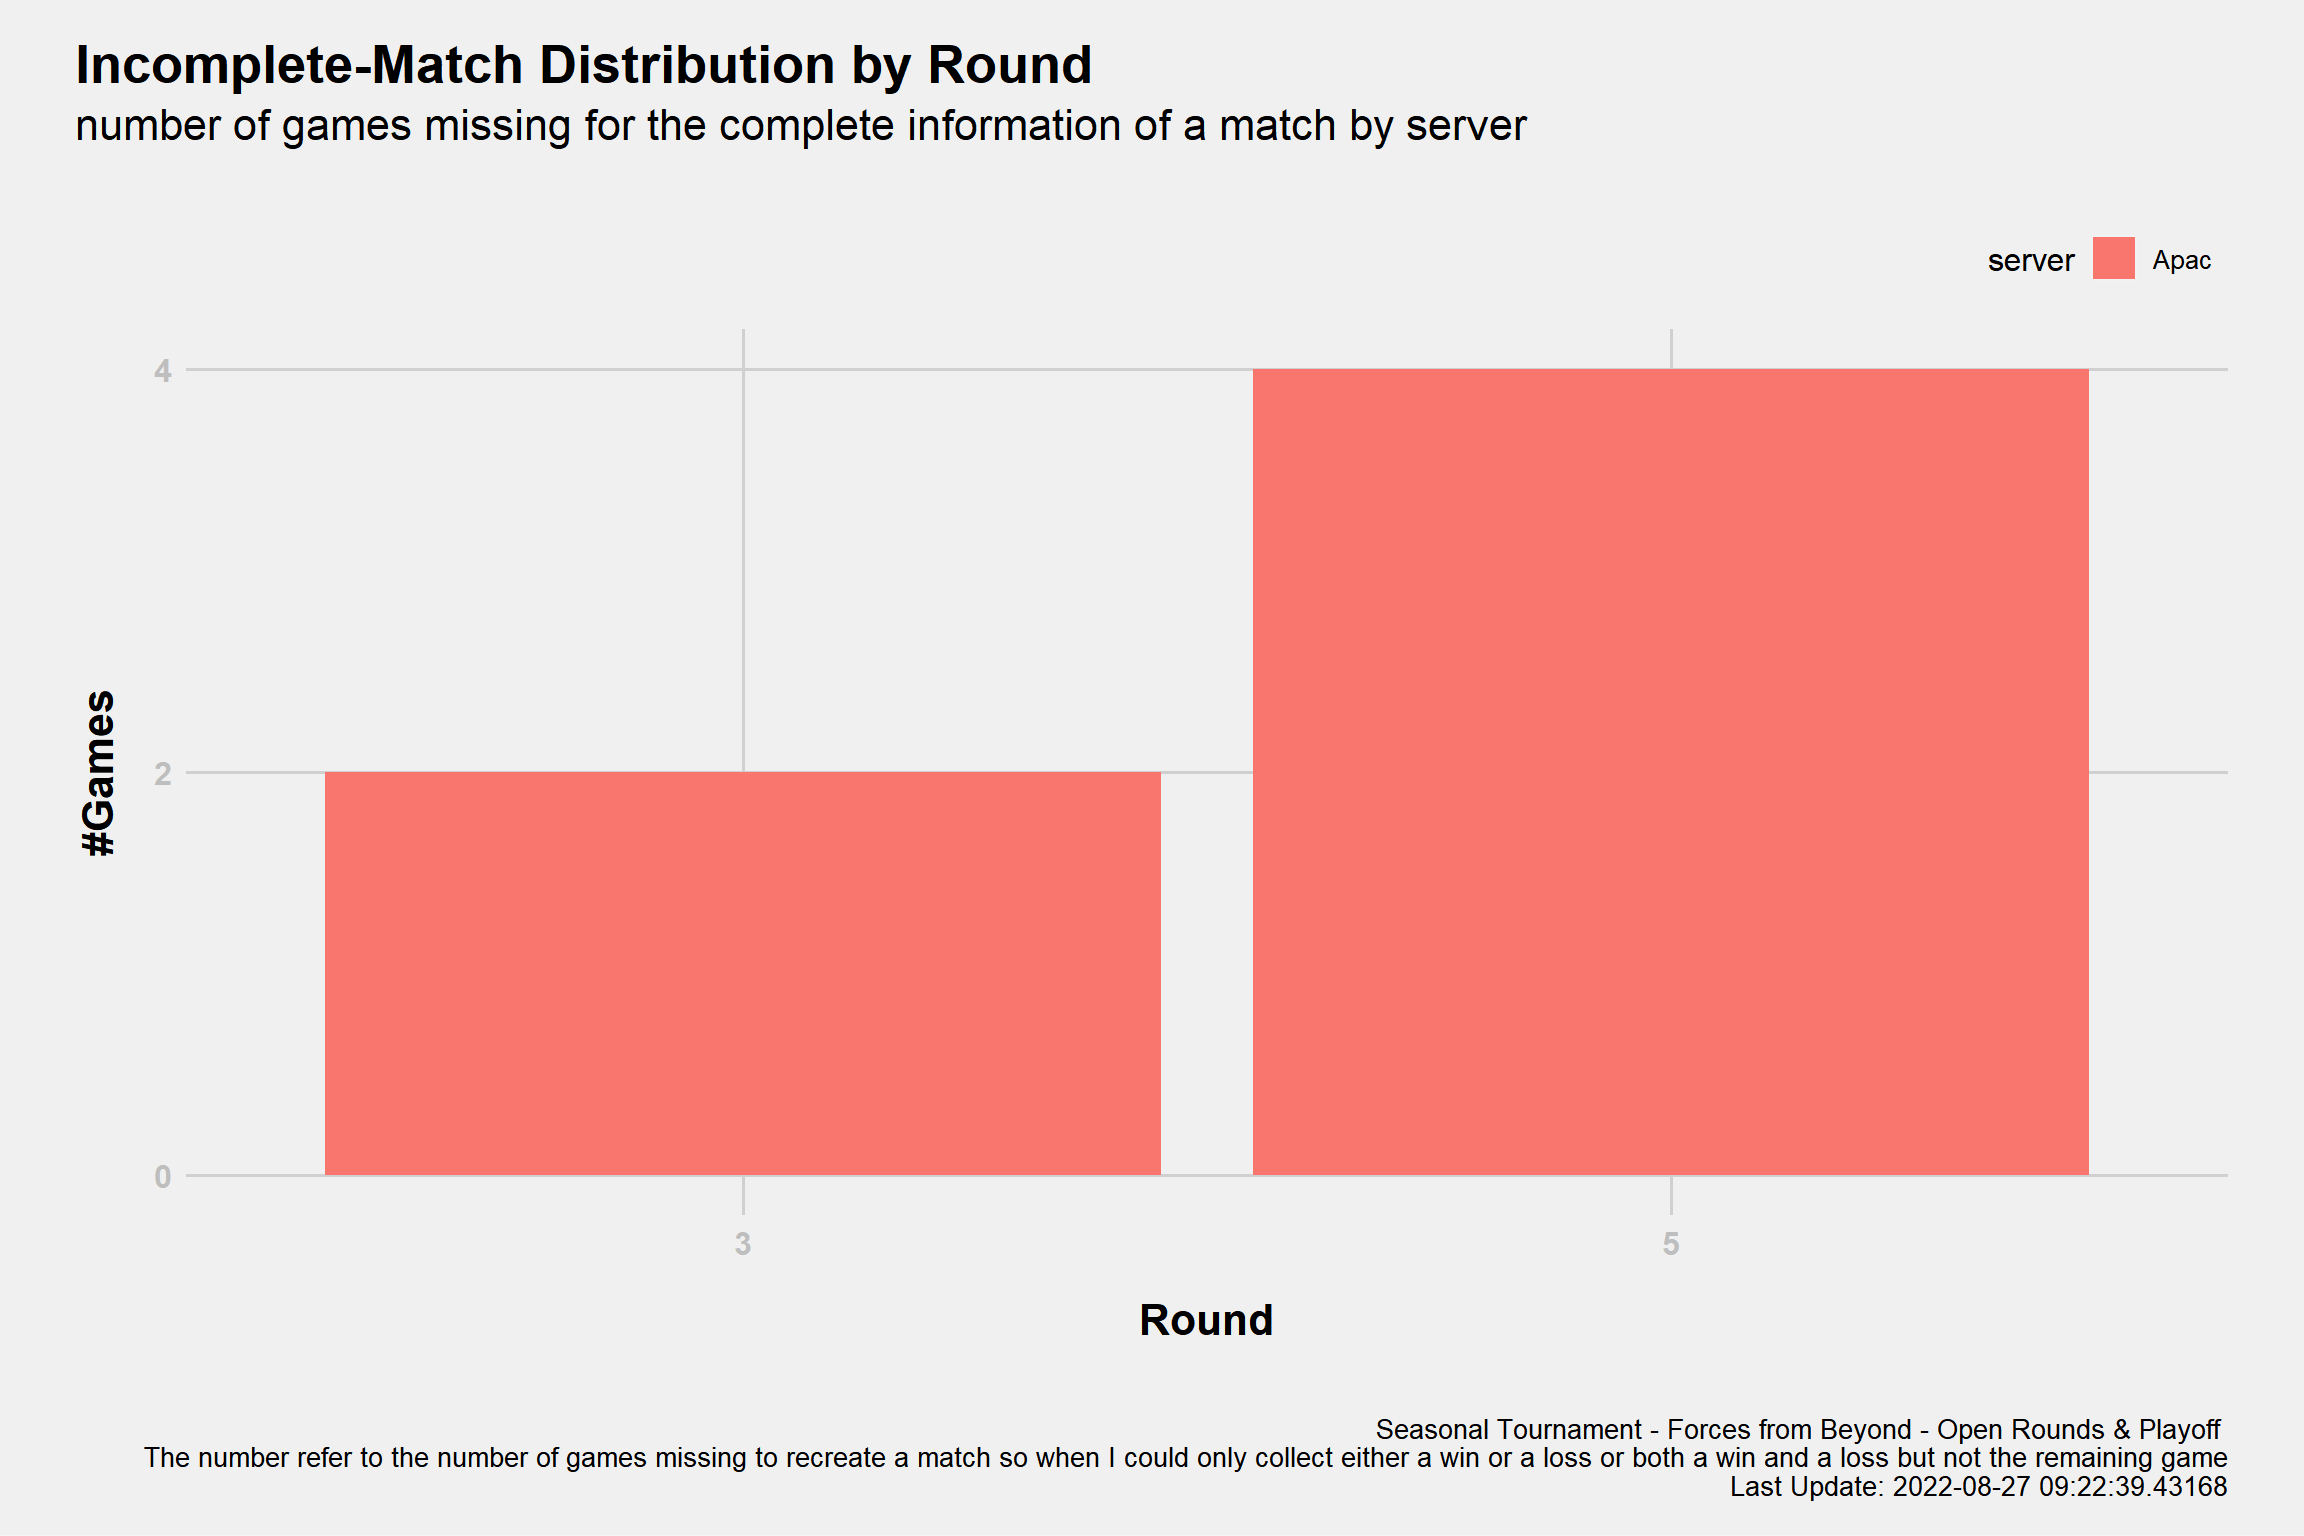 Incomplete-Match Distribution by Round
number of games missing for the complete information of a match by server
server Apac
4
2
0
#Games
3 5
Round
Seasonal Tournament - Forces from Beyond - Open Rounds & Playoff
The number refer to the number of games missing to recreate a match so when I could only collect either a win or a loss or both a win and a loss but not the remaining game
Last Update: 2022-08-27 09:22:39.43168